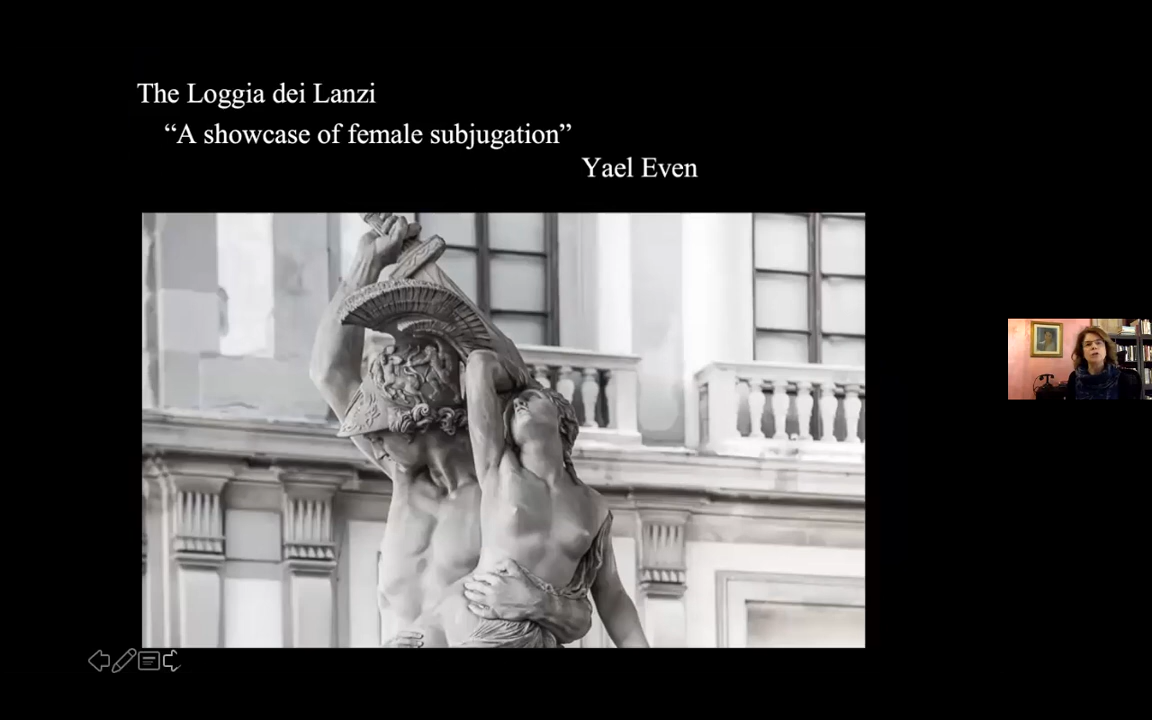 The Loggia dei Lanzi
“A showcase of female subjugation”
Yael Even